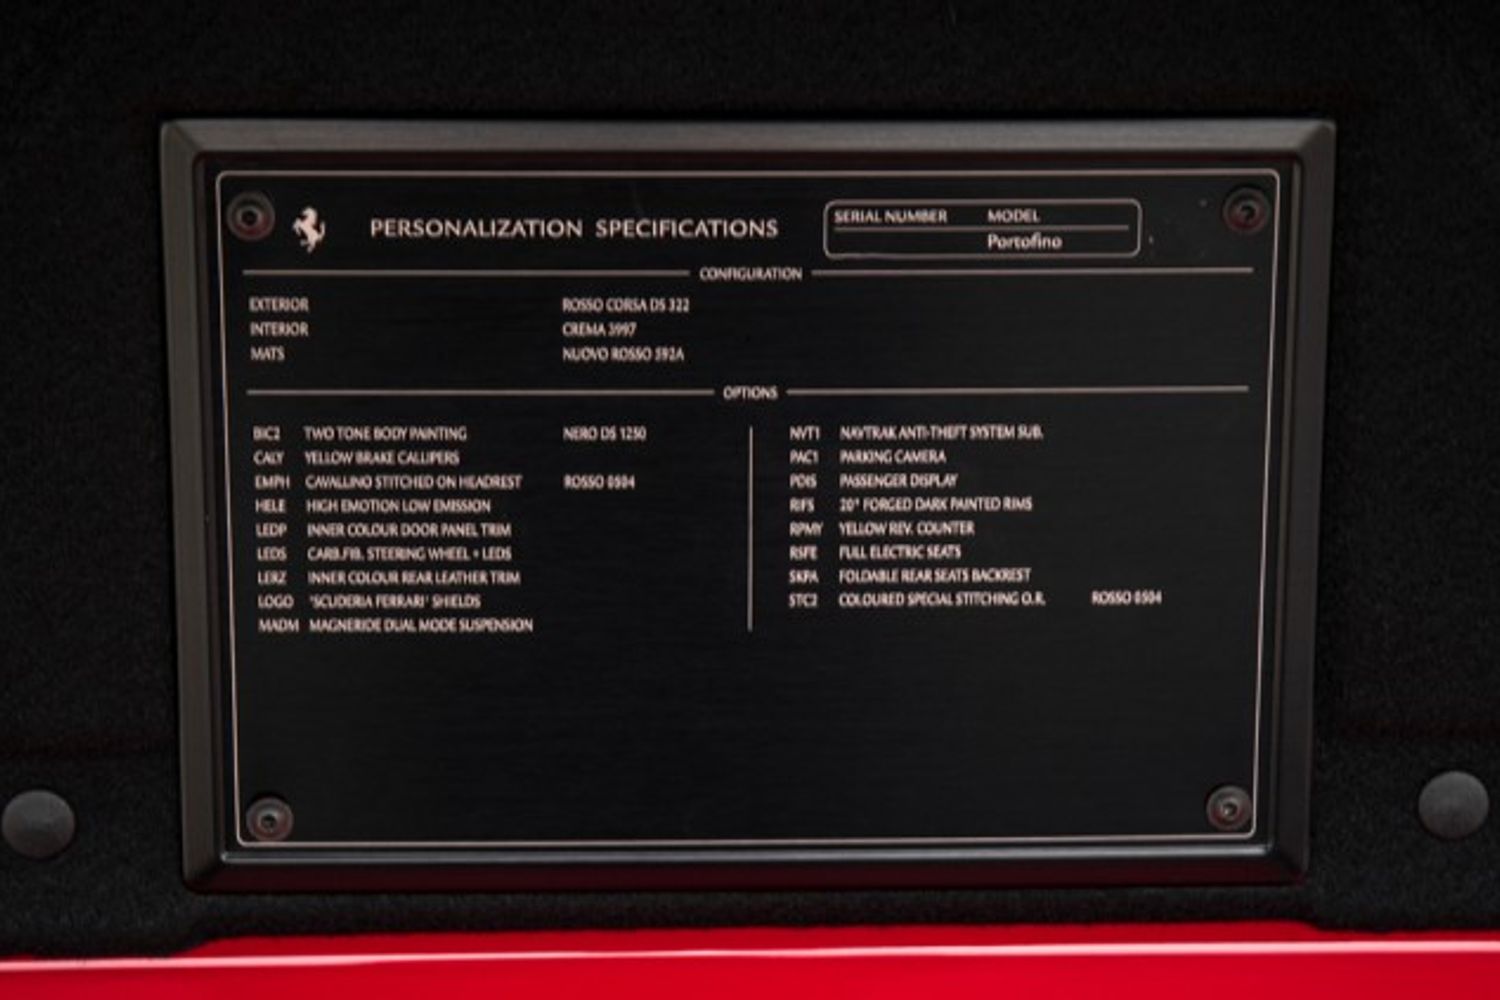 PERSONALIZATION SPECIFICATIONS
SERIAL NUMBER MODEL
Portofino
CONFIGURATION
EXTERIOR ROSSO CORSA DS 322
INTERIOR CREMA 3997
MATS NUOVO ROSSO 592A
OPTIONS
BIC2 TWO TONE BODY PAINTING NERO DS 1250
CALY YELLOW BRAKE CALLIPERS
EMPH CAVALLINO STITCHED ON HEADREST ROSSO 0504
HELE HIGH EMOTION LOW EMISSION
LEDP INNER COLOUR DOOR PANEL TRIM
LEDS CARB.FIB. STEERING WHEEL + LEDS
LERZ INNER COLOUR REAR LEATHER TRIM
LOGO "SCUDERIA FERRARI" SHIELDS
MADM MAGNERIDE DUAL MODE SUSPENSION
NVT1 NAVTRAK ANTI-THEFT SYSTEM SUB.
PAC1 PARKING CAMERA
PDIS PASSENGER DISPLAY
RIFS 20" FORGED DARK PAINTED RIMS
RPMY YELLOW REV. COUNTER
RSFE FULL ELECTRIC SEATS
SKPA FOLDABLE REAR SEATS BACKREST
STC2 COLOURED SPECIAL STITCHING O.R. ROSSO 0504